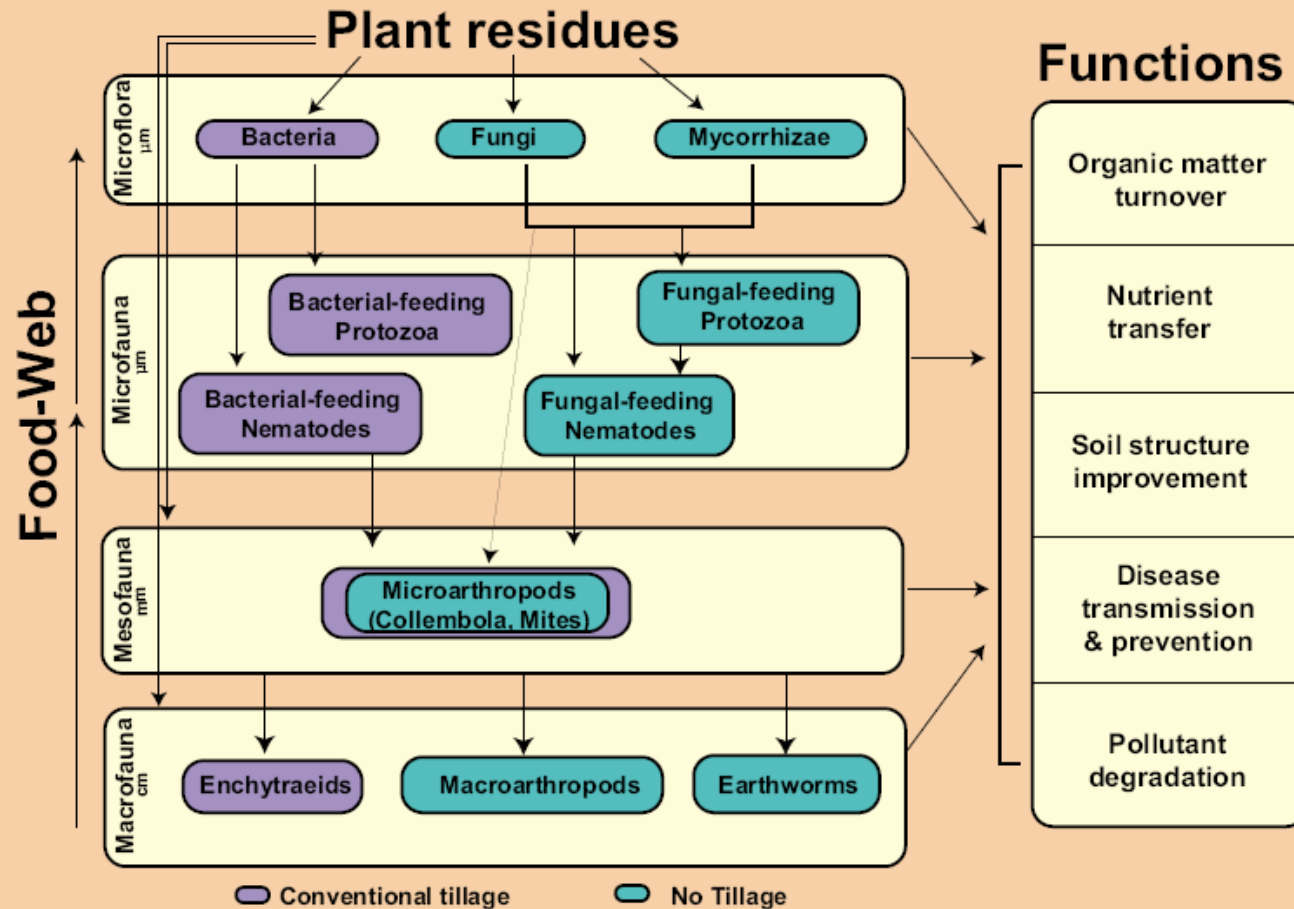 Plant residues
Functions
Food-Web
Microflora
µm
Bacteria
Fungi
Mycorrhizae
Microfauna
µm
Bacterial-feeding
Protozoa
Fungal-feeding
Protozoa
Bacterial-feeding
Nematodes
Fungal-feeding
Nematodes
Mesofauna
mm
Microarthropods
(Collembola, Mites)
Macrofauna
cm
Enchytraeids
Macroarthropods
Earthworms
Organic matter
turnover
Nutrient
transfer
Soil structure
improvement
Disease
transmission
& prevention
Pollutant
degradation
Conventional tillage
No Tillage